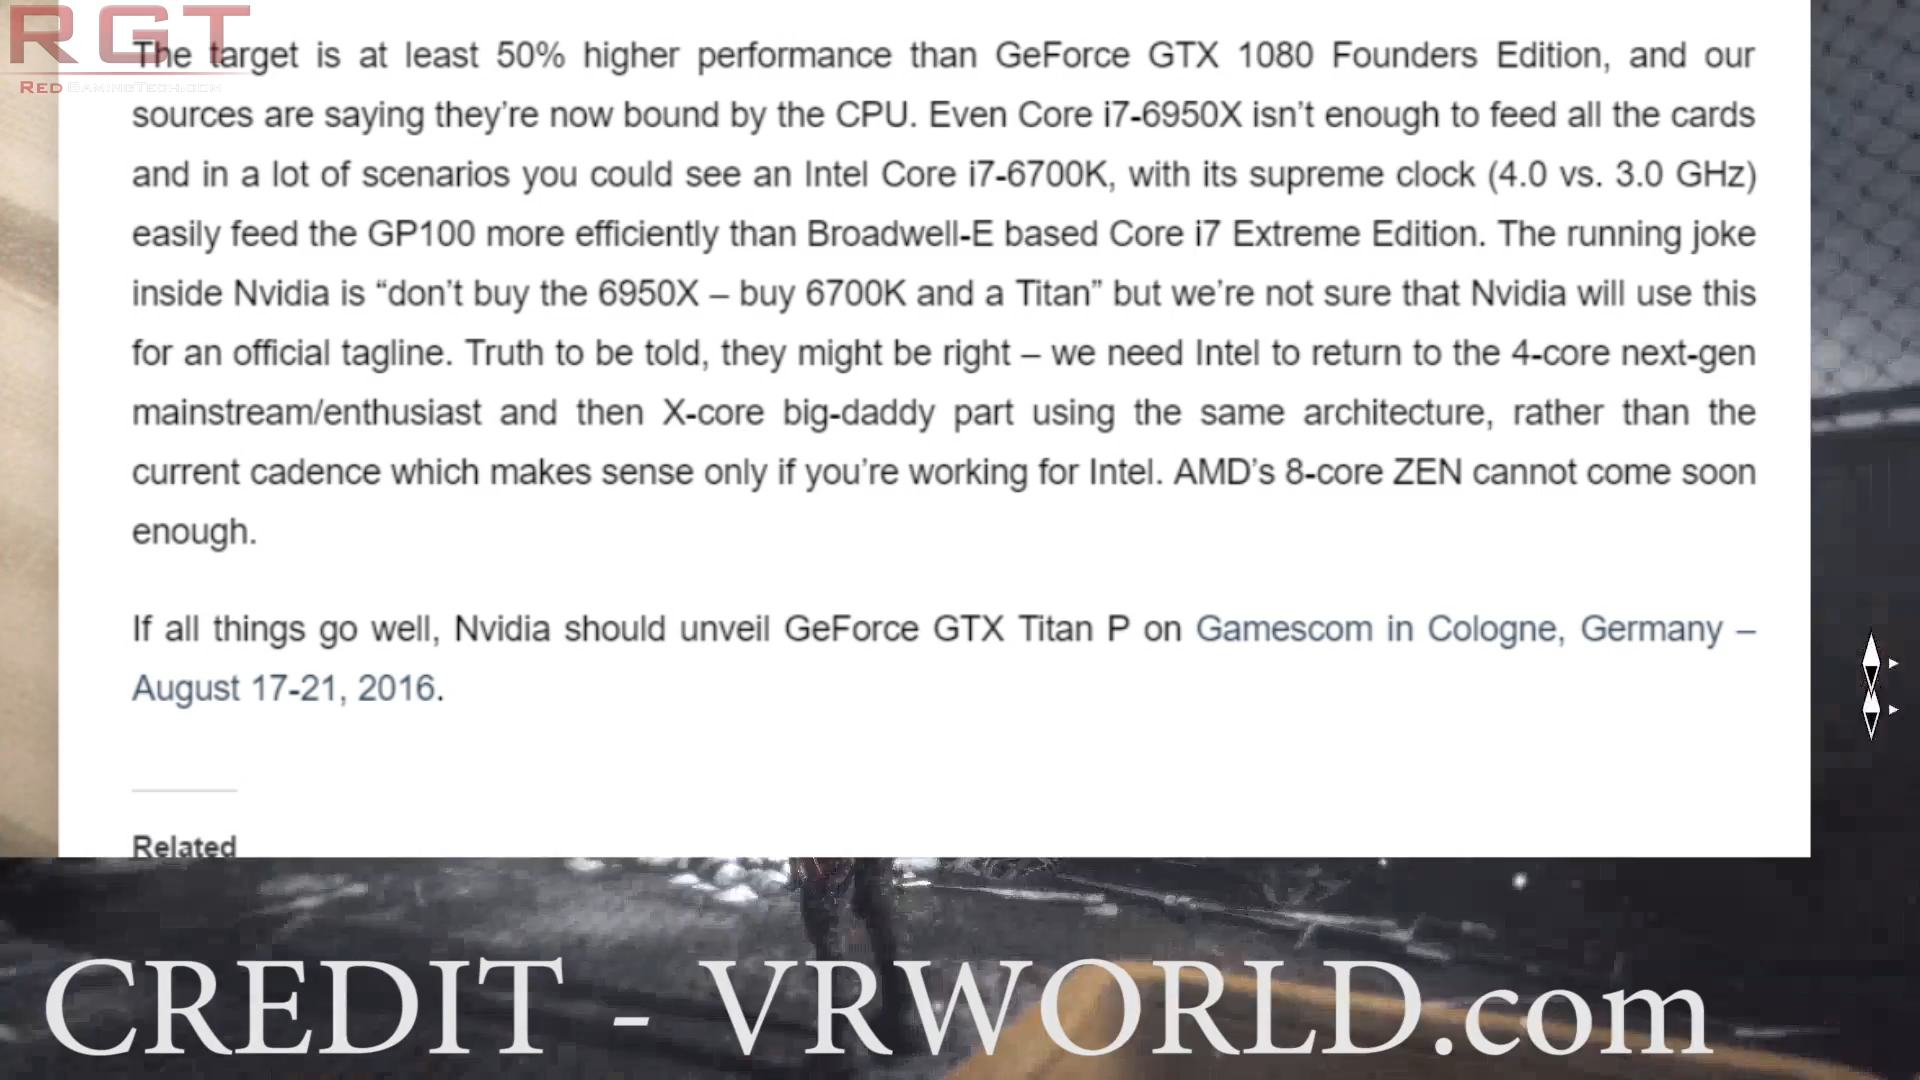 RGT
RED GAMINGTECH.COM
The target is at least 50% higher performance than GeForce GTX 1080 Founders Edition, and our
sources are saying they’re now bound by the CPU. Even Core i7-6950X isn’t enough to feed all the cards
and in a lot of scenarios you could see an Intel Core i7-6700K, with its supreme clock (4.0 vs. 3.0 GHz)
easily feed the GP100 more efficiently than Broadwell-E based Core i7 Extreme Edition. The running joke
inside Nvidia is “don’t buy the 6950X – buy 6700K and a Titan” but we’re not sure that Nvidia will use this
for an official tagline. Truth to be told, they might be right – we need Intel to return to the 4-core next-gen
mainstream/enthusiast and then X-core big-daddy part using the same architecture, rather than the
current cadence which makes sense only if you’re working for Intel. AMD’s 8-core ZEN cannot come soon
enough.
If all things go well, Nvidia should unveil GeForce GTX Titan P on Gamescom in Cologne, Germany –
August 17-21, 2016.
Related
CREDIT - VRWORLD.com